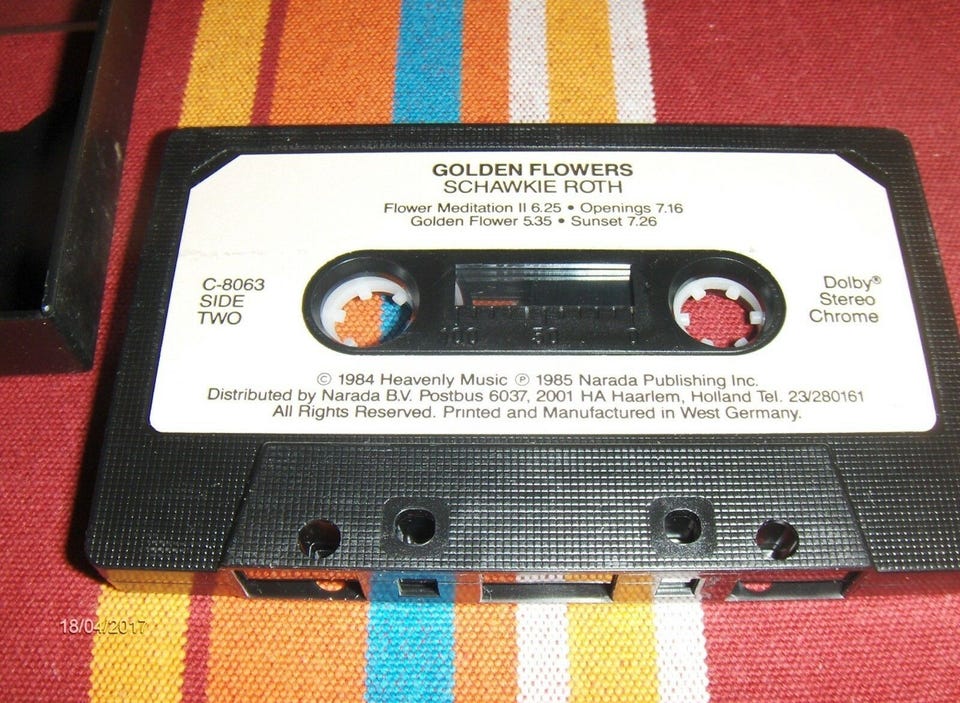 GOLDEN FLOWERS
SCHAWKIE ROTH
Flower Meditation II 6.25 • Openings 7.16
Golden Flower 5.35 • Sunset 7.26
C-8063
SIDE
TWO
Dolby®
Stereo
Chrome
100 50 0
© 1984 Heavenly Music ℗ 1985 Narada Publishing Inc.
Distributed by Narada B.V. Postbus 6037, 2001 HA Haarlem, Holland Tel. 23/280161
All Rights Reserved. Printed and Manufactured in West Germany.
18/04/2017